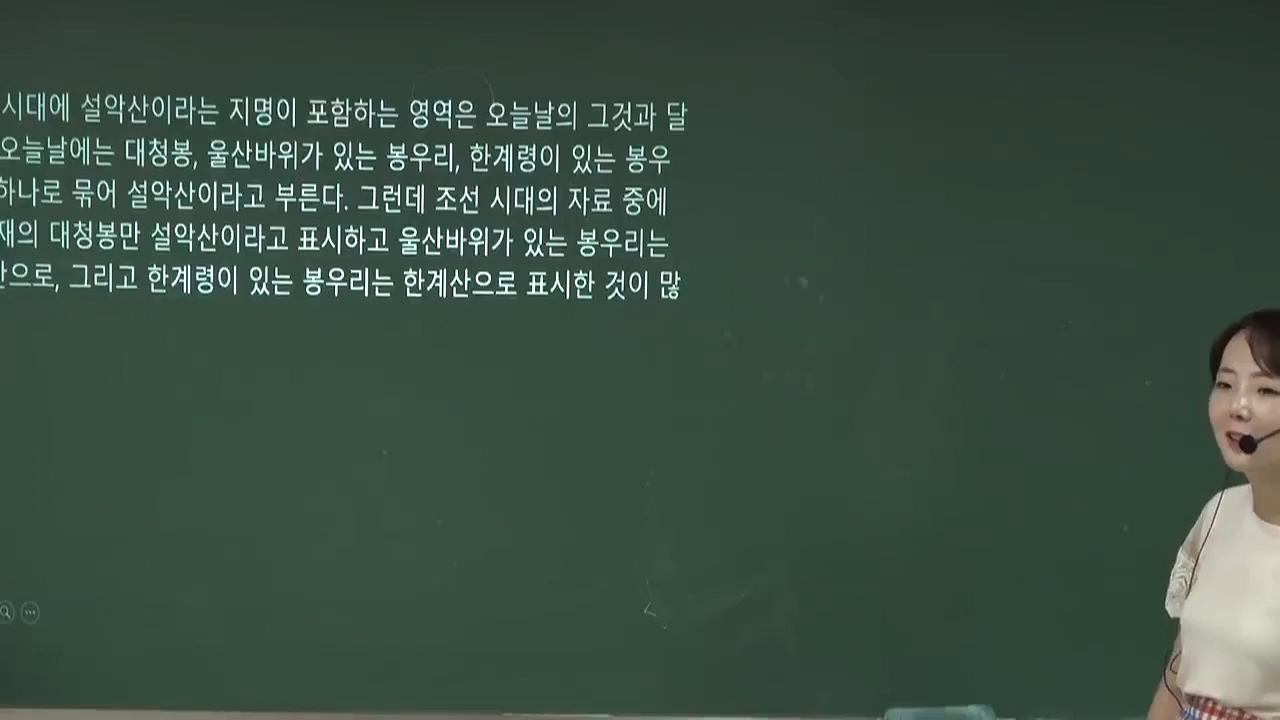 시대에 설악산이라는 지명이 포함하는 영역은 오늘날의 그것과 달
오늘날에는 대청봉, 울산바위가 있는 봉우리, 한계령이 있는 봉우
하나로 묶어 설악산이라고 부른다. 그런데 조선 시대의 자료 중에
재의 대청봉만 설악산이라고 표시하고 울산바위가 있는 봉우리는
산으로, 그리고 한계령이 있는 봉우리는 한계산으로 표시한 것이 많